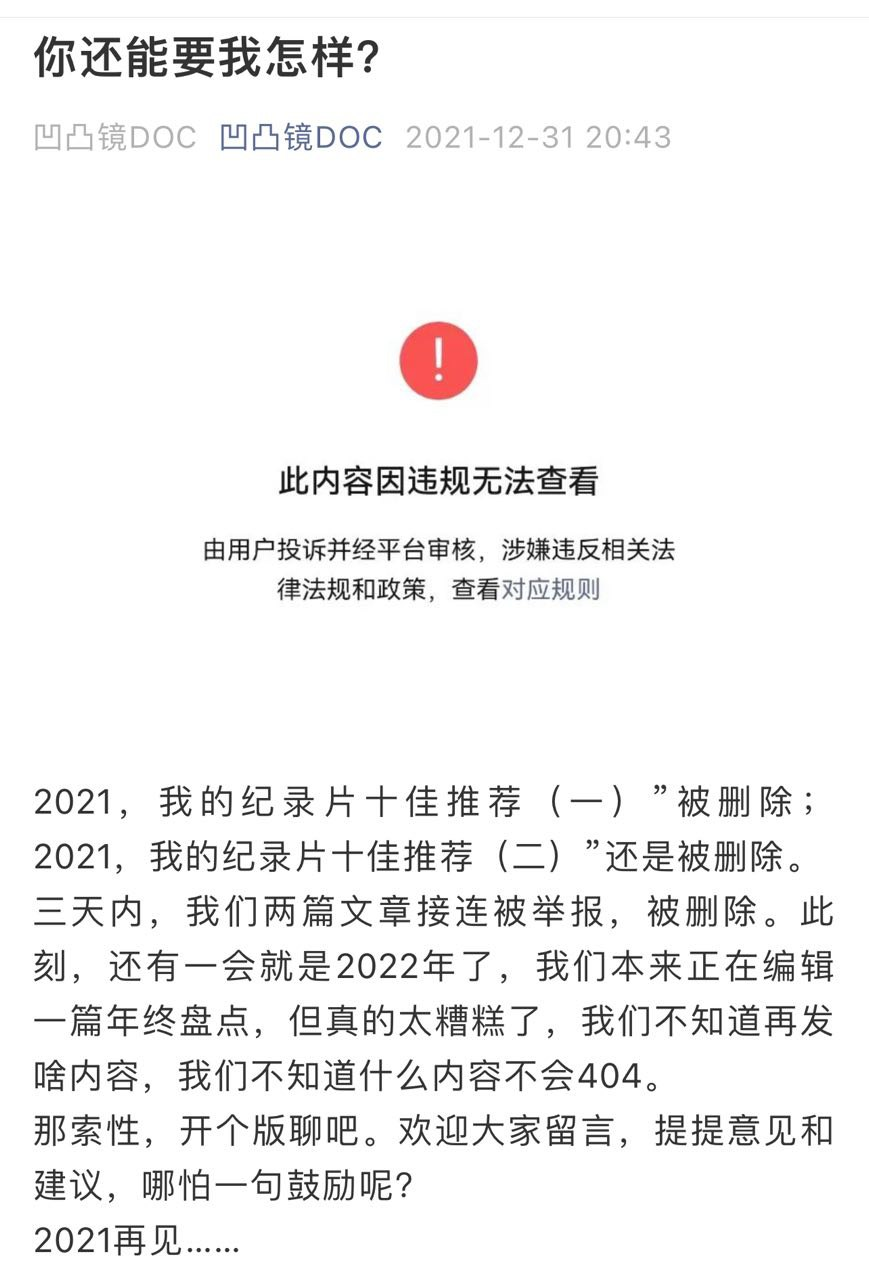 你还能要我怎样？
凹凸镜DOC 凹凸镜DOC 2021-12-31 20:43
!
此内容因违规无法查看
由用户投诉并经平台审核，涉嫌违反相关法
律法规和政策，查看对应规则
2021，我的纪录片十佳推荐（一）”被删除；
2021，我的纪录片十佳推荐（二）”还是被删除。
三天内，我们两篇文章接连被举报，被删除。此
刻，还有一会就是2022年了，我们本来正在编辑
一篇年终盘点，但真的太糟糕了，我们不知道再发
啥内容，我们不知道什么内容不会404。
那索性，开个版聊吧。欢迎大家留言，提提意见和
建议，哪怕一句鼓励呢？
2021再见……